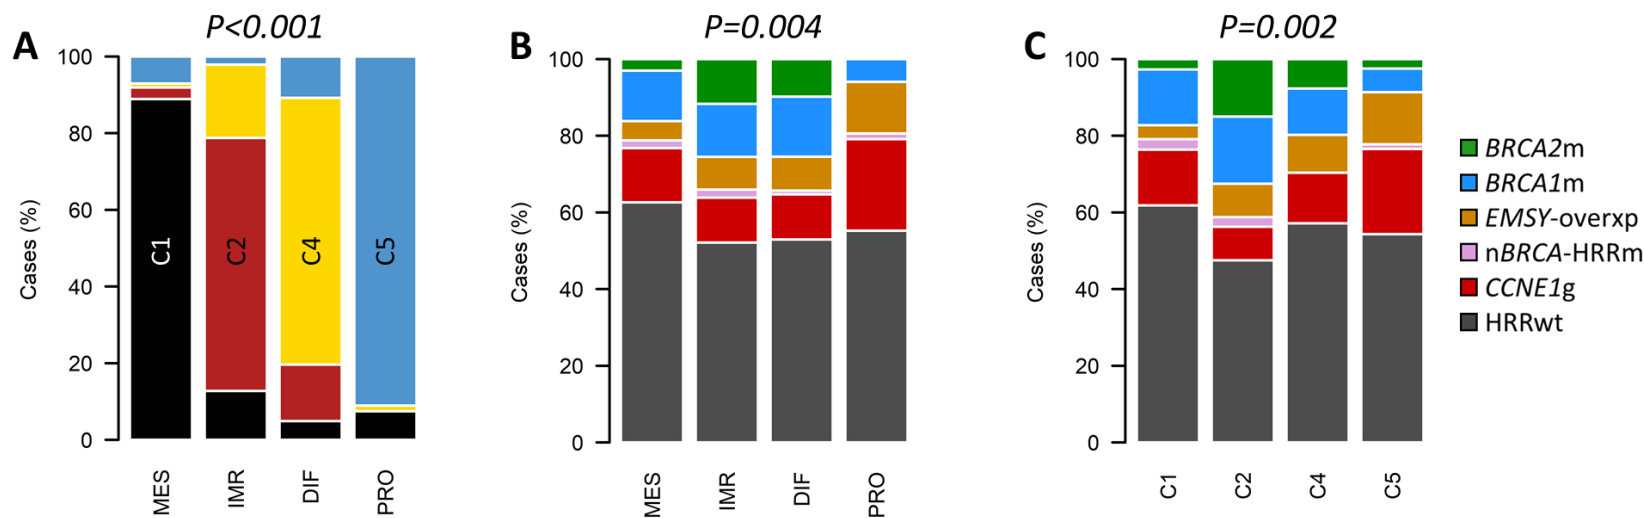 A
P<0.001
Cases (%)
100
80
60
40
20
0
C1
C2
C4
C5
MES
IMR
DIF
PRO
B
P=0.004
Cases (%)
100
80
60
40
20
0
MES
IMR
DIF
PRO
C
P=0.002
Cases (%)
100
80
60
40
20
0
C1
C2
C4
C5
BRCA2m
BRCA1m
EMSY-overxp
nBRCA-HRRm
CCNE1g
HRRwt